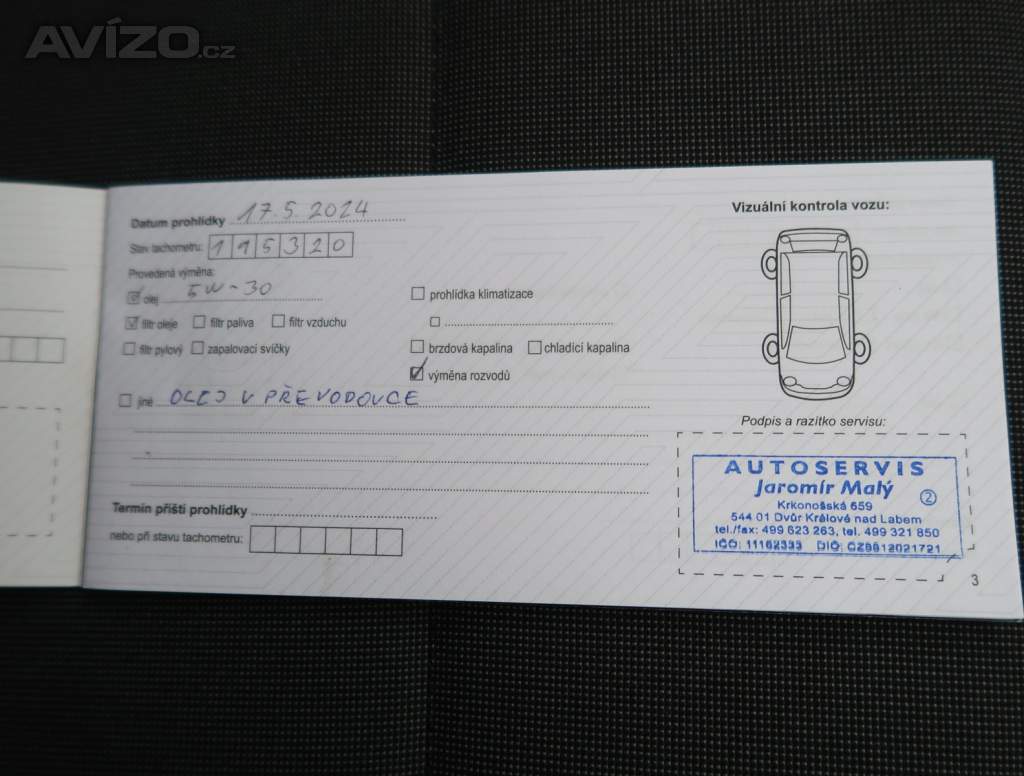 AVÍZO.cz
Datum prohlídky 17.5.2024
Stav tachometru: 195320
Provedená výměna:
olej 5W-30
filtr oleje filtr paliva filtr vzduchu
filtr pylový zapalovací svíčky
jiné OLEJ V PŘEVODOVCE
prohlídka klimatizace
brzdová kapalina chladící kapalina
výměna rozvodů
Termín příští prohlídky
nebo při stavu tachometru:
Vizuální kontrola vozu:
Podpis a razítko servisu:
AUTOSERVIS
Jaromír Malý
2
Krkonošská 659
544 01 Dvůr Králové nad Labem
tel./fax: 499 623 263, tel. 499 321 850
IČO: 11162333 DIČ: CZ6612021721
3